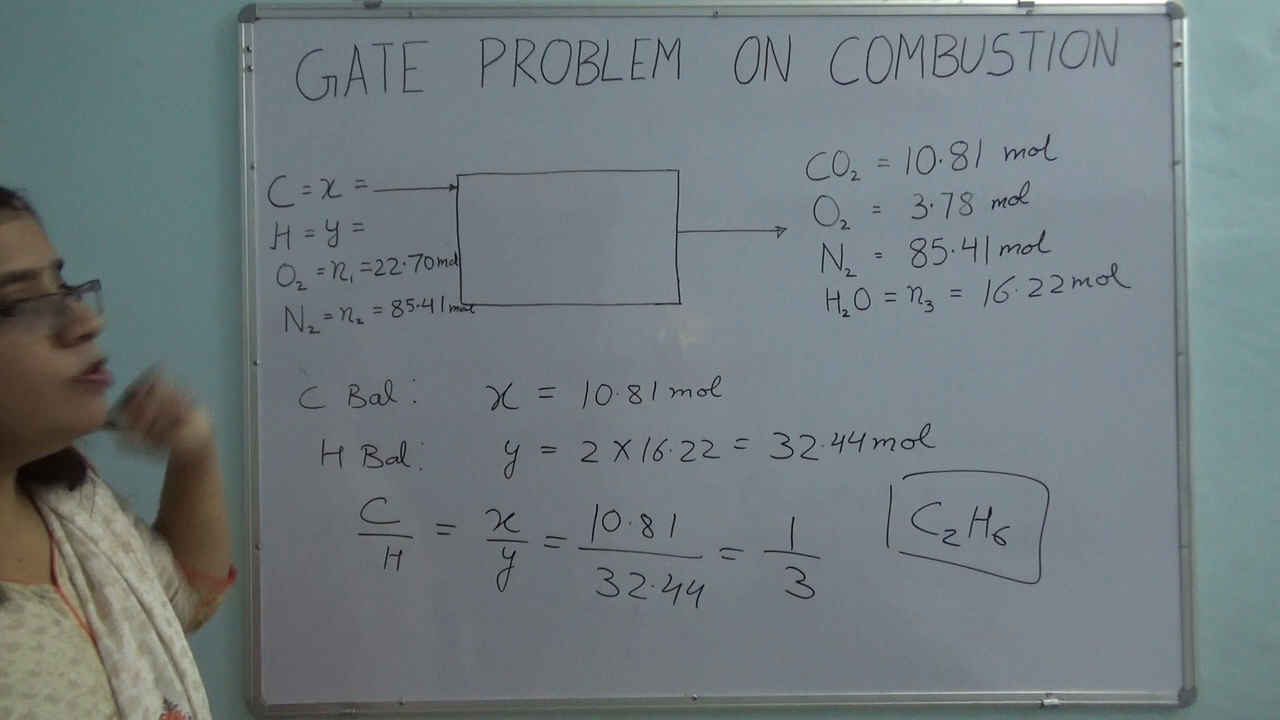 GATE PROBLEM ON COMBUSTION
C = x =
H = y =
O₂ = n₁ = 22.70 mol
N₂ = n₂ = 85.41 mol
CO₂ = 10.81 mol
O₂ = 3.78 mol
N₂ = 85.41 mol
H₂O = n₃ = 16.22 mol
C Bal : x = 10.81 mol
H Bal : y = 2 X 16.22 = 32.44 mol
C/H = x/y = 10.81/32.44 = 1/3
C₂H₆